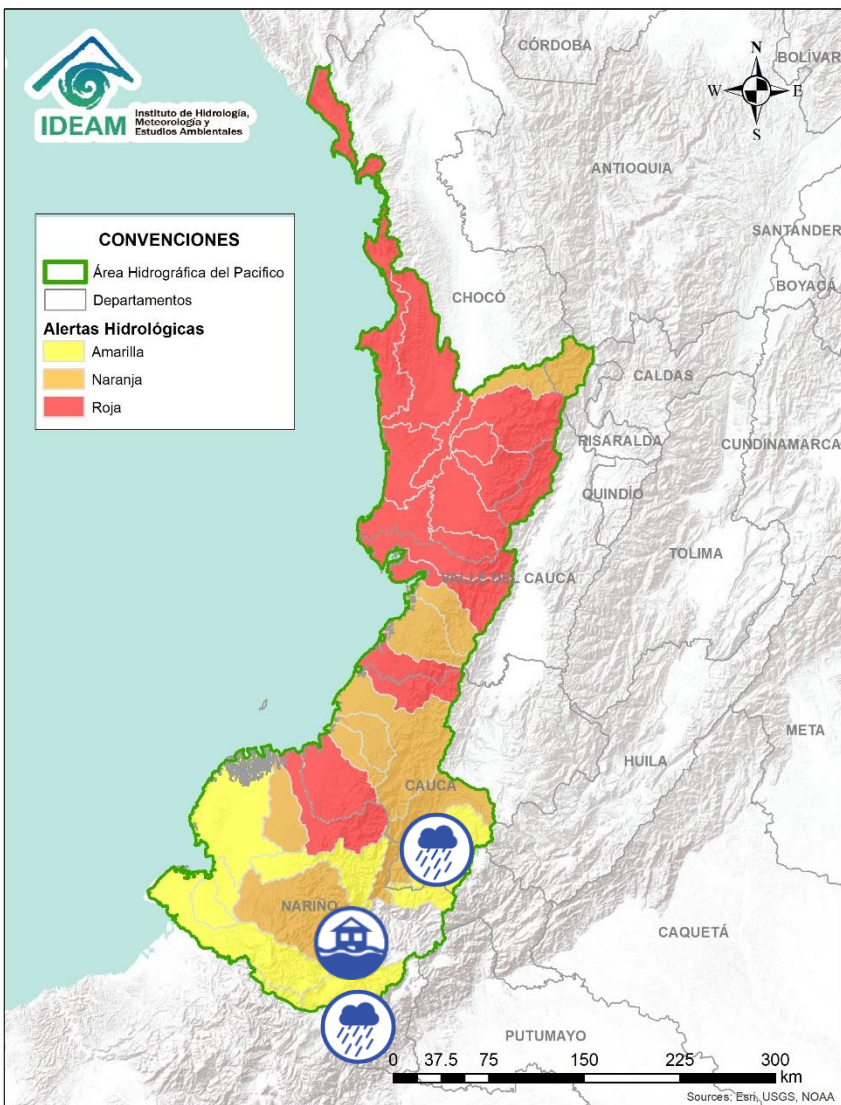 IDEAM
Instituto de Hidrología,
Meteorología y
Estudios Ambientales
CÓRDOBA
BOLÍVAR
N
W E
S
ANTIOQUIA
SANTÁNDER
BOYACÁ
CONVENCIONES
Área Hidrográfica del Pacifico
Departamentos
Alertas Hidrológicas
Amarilla
Naranja
Roja
CHOCÓ
CALDAS
RISARALDA
CUNDINAMARCA
QUINDÍO
TOLIMA
VALLE DEL CAUCA
META
HUILA
CAUCA
NARIÑO
CAQUETÁ
PUTUMAYO
0 37.5 75 150 225 300
km
Sources: Esri, USGS, NOAA